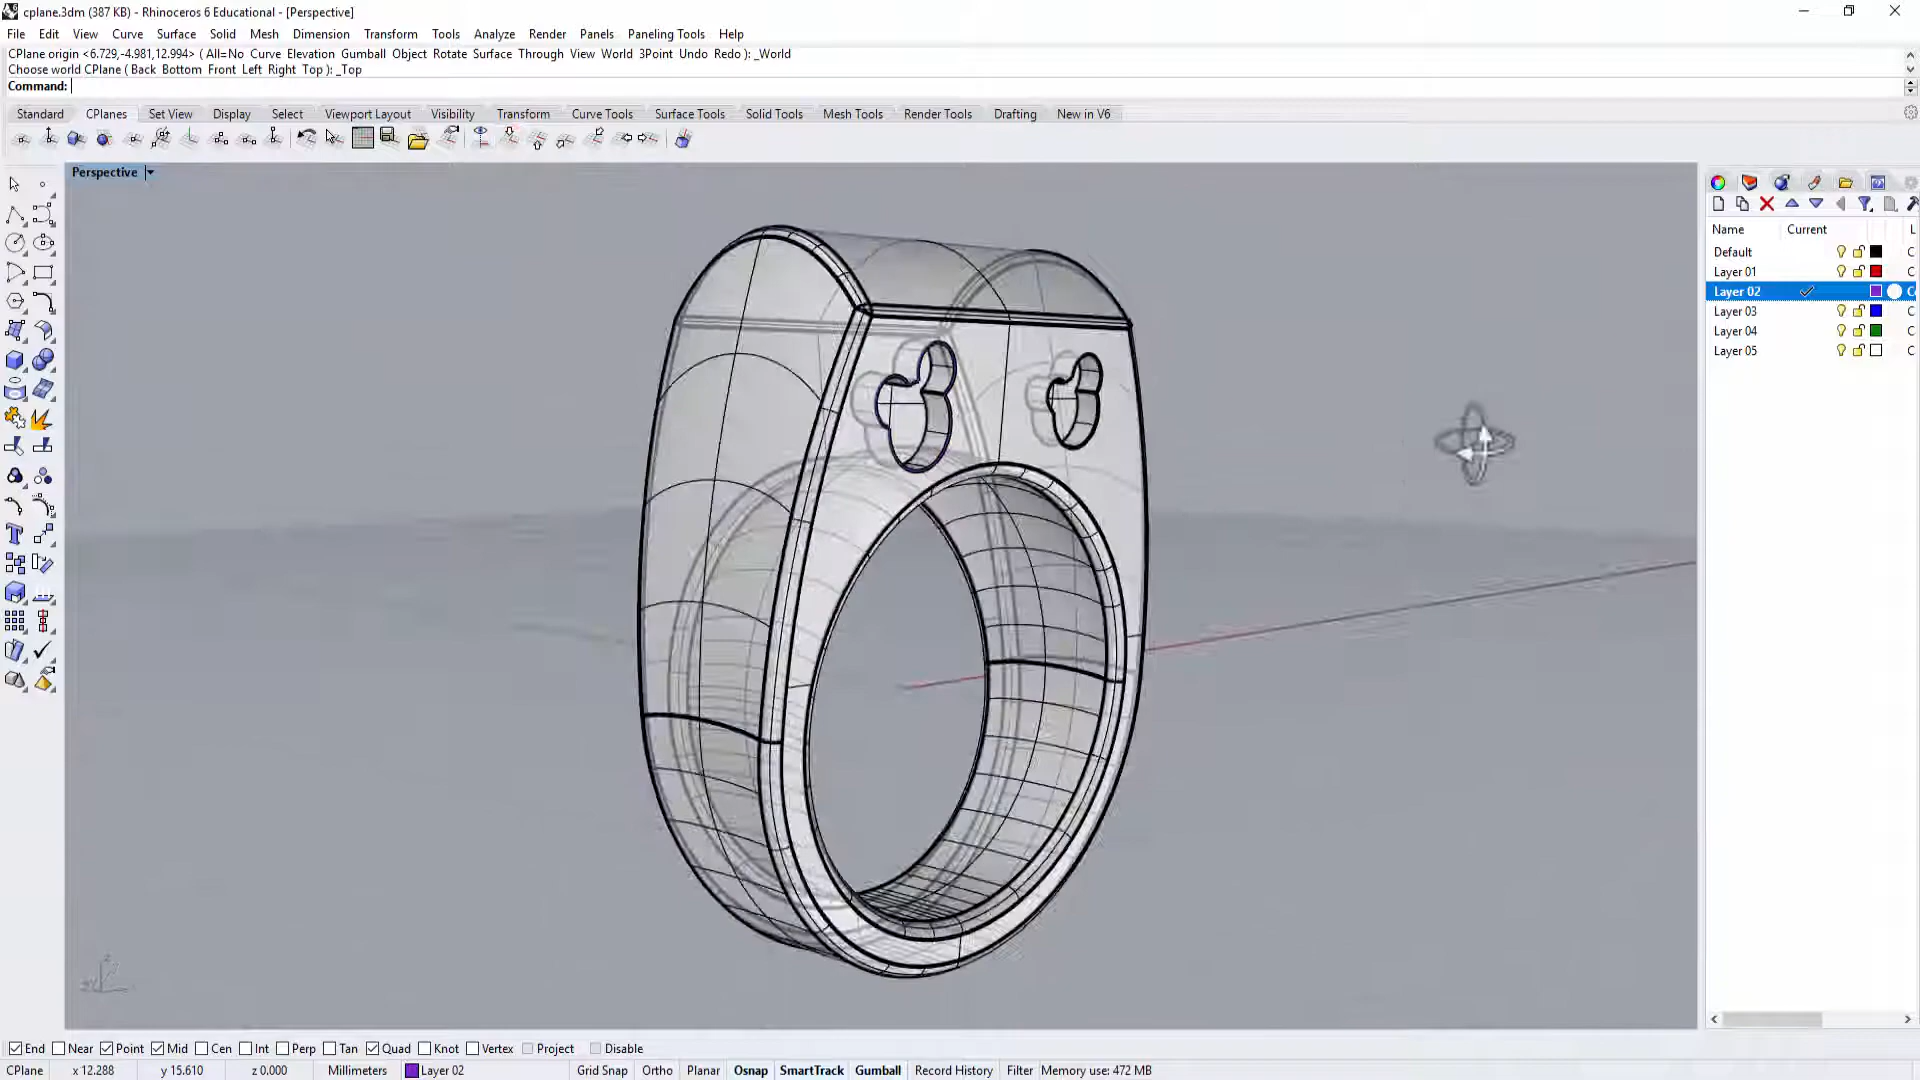 cplane.3dm (387 KB) - Rhinoceros 6 Educational - [Perspective]
File Edit View Curve Surface Solid Mesh Dimension Transform Tools Analyze Render Panels Paneling Tools Help
CPlane origin <6.729,-4.981,12.994> ( All=No Curve Elevation Gumball Object Rotate Surface Through View World 3Point Undo Redo ): _World
Choose world CPlane ( Back Bottom Front Left Right Top ): _Top
Command:
Standard CPlanes Set View Display Select Viewport Layout Visibility Transform Curve Tools Surface Tools Solid Tools Mesh Tools Render Tools Drafting New in V6
Perspective
Name Current L
Default C
Layer 01 C
Layer 02 C
Layer 03 C
Layer 04 C
Layer 05 C
End Near Point Mid Cen Int Perp Tan Quad Knot Vertex Project Disable
CPlane x 12.288 y 15.610 z 0.000 Millimeters Layer 02 Grid Snap Ortho Planar Osnap SmartTrack Gumball Record History Filter Memory use: 472 MB